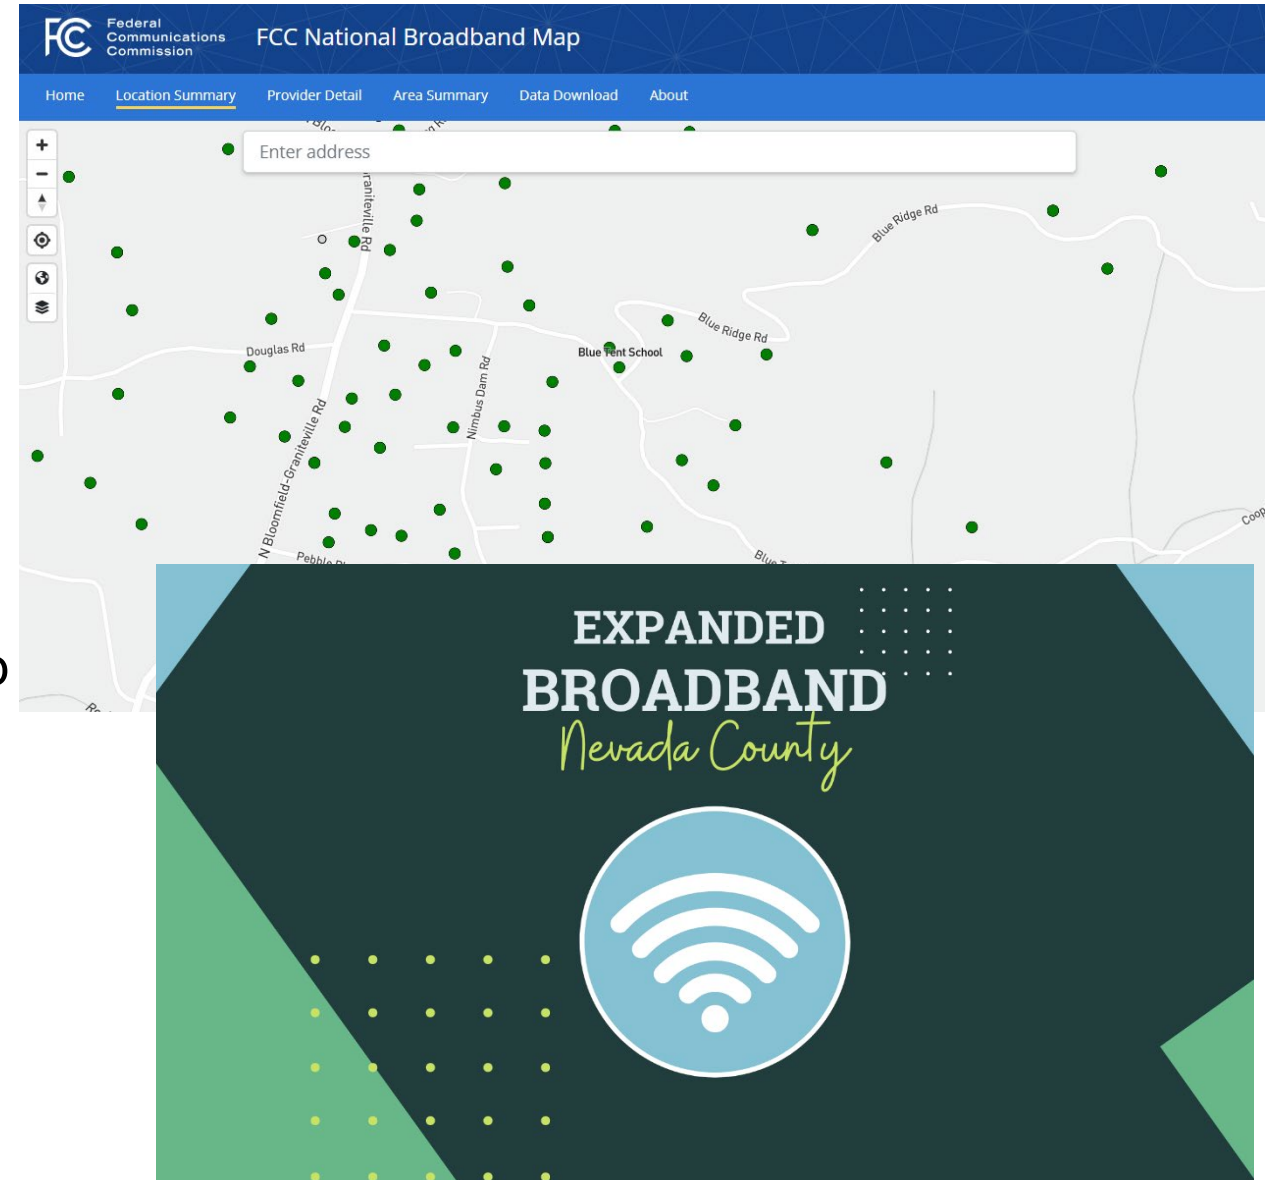 Federal
Communications
Commission
FCC
FCC National Broadband Map
Home
Location Summary
Provider Detail
Area Summary
Data Download
About
+
−
Enter address
Blue Ridge Rd
Blue Ridge Rd
Douglas Rd
Blue Tent School
Nimbus Dam Rd
N Bloomfield-Graniteville Rd
EXPANDED
BROADBAND
Nevada County